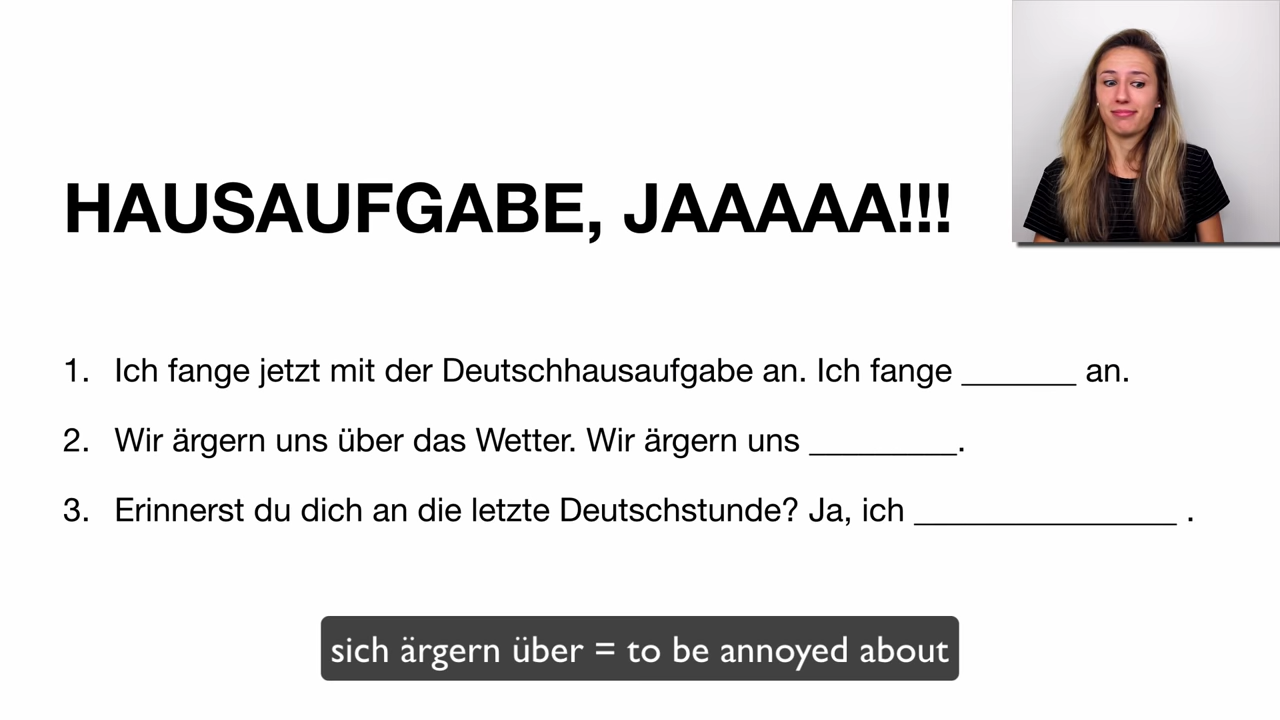 HAUSAUFGABE, JAAAAA!!!
1. Ich fange jetzt mit der Deutschhausaufgabe an. Ich fange _______ an.
2. Wir ärgern uns über das Wetter. Wir ärgern uns _________.
3. Erinnerst du dich an die letzte Deutschstunde? Ja, ich ________________ .
sich ärgern über = to be annoyed about